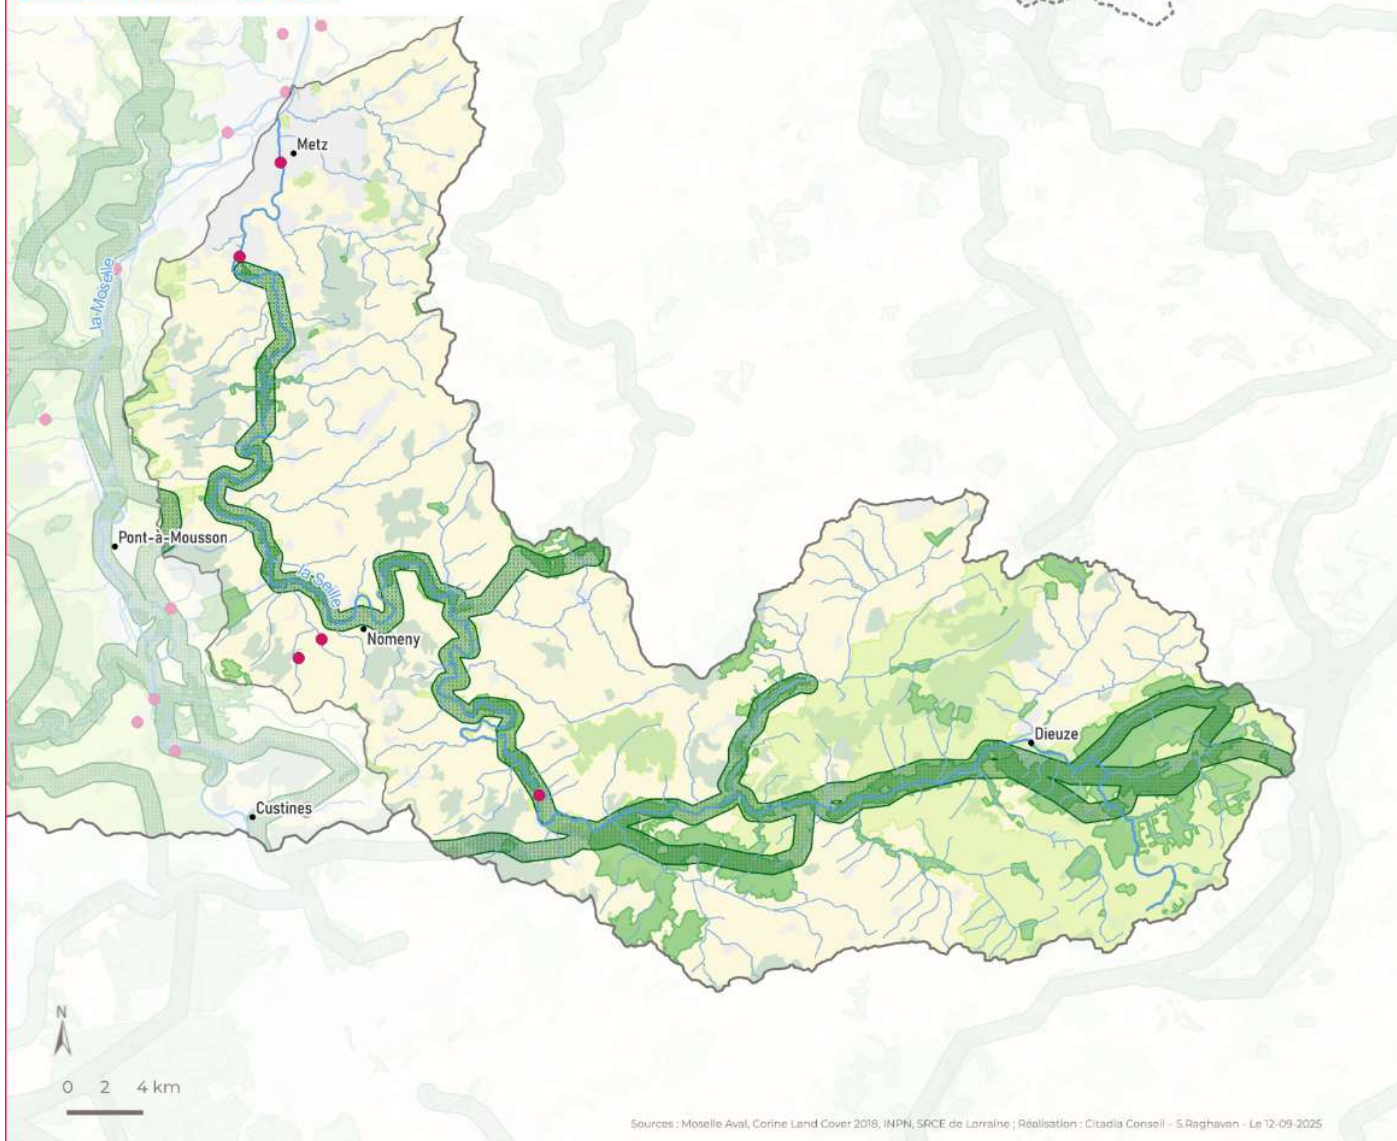 Metz
la Moselle
Pont-à-Mousson
la Seille
Nomeny
Dieuze
Custines
N
0 2 4 km
Sources : Moselle Aval, Corine Land Cover 2018, INPN, SRCE de Lorraine ; Réalisation : Citadia Conseil - S.Raghavan - Le 12-09-2025